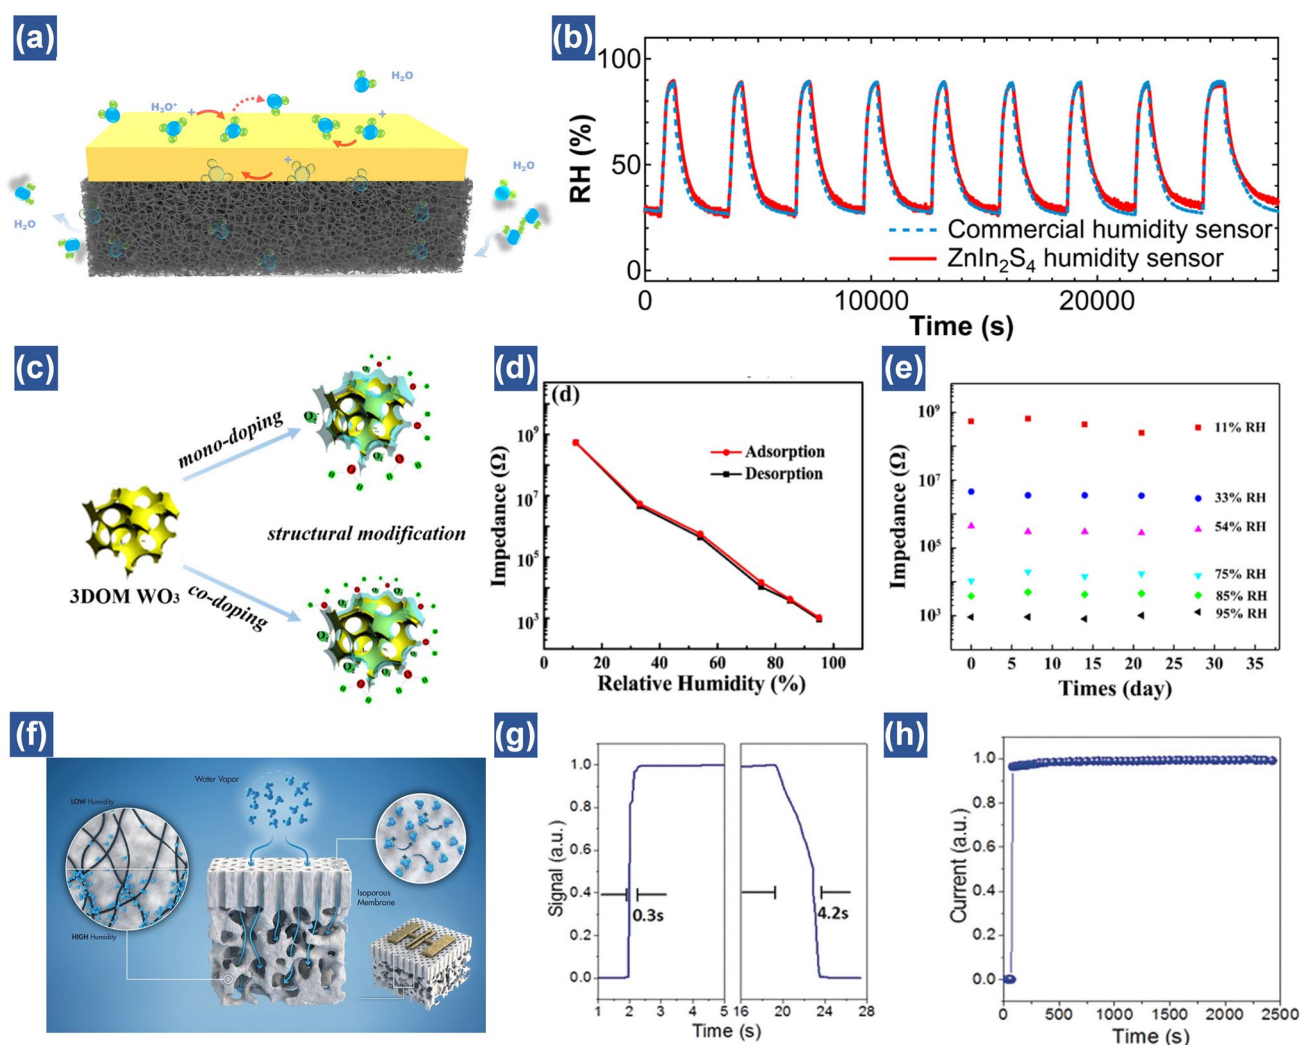 (a)
H₂O
H₃O⁺
+
+
+
H₂O
H₂O
(b)
100
50
0
RH (%)
Commercial humidity sensor
ZnIn₂S₄ humidity sensor
0
10000
20000
Time (s)
(c)
mono-doping
structural modification
3DOM WO₃
co-doping
(d)
(d)
10⁹
10⁷
10⁵
10³
Impedance (Ω)
Adsorption
Desorption
0
20
40
60
80
100
Relative Humidity (%)
(e)
10⁹
10⁷
10⁵
10³
Impedance (Ω)
11% RH
33% RH
54% RH
75% RH
85% RH
95% RH
0
5
10
15
20
25
30
35
Times (day)
(f)
Water Vapor
LOW Humidity
HIGH Humidity
Isoporous
Membrane
(g)
1.0
0.8
0.6
0.4
0.2
0.0
Signal (a.u.)
0.3s
4.2s
1
2
3
4
5
16
20
24
28
Time (s)
(h)
1.0
0.8
0.6
0.4
0.2
0.0
Current (a.u.)
0
500
1000
1500
2000
2500
Time (s)